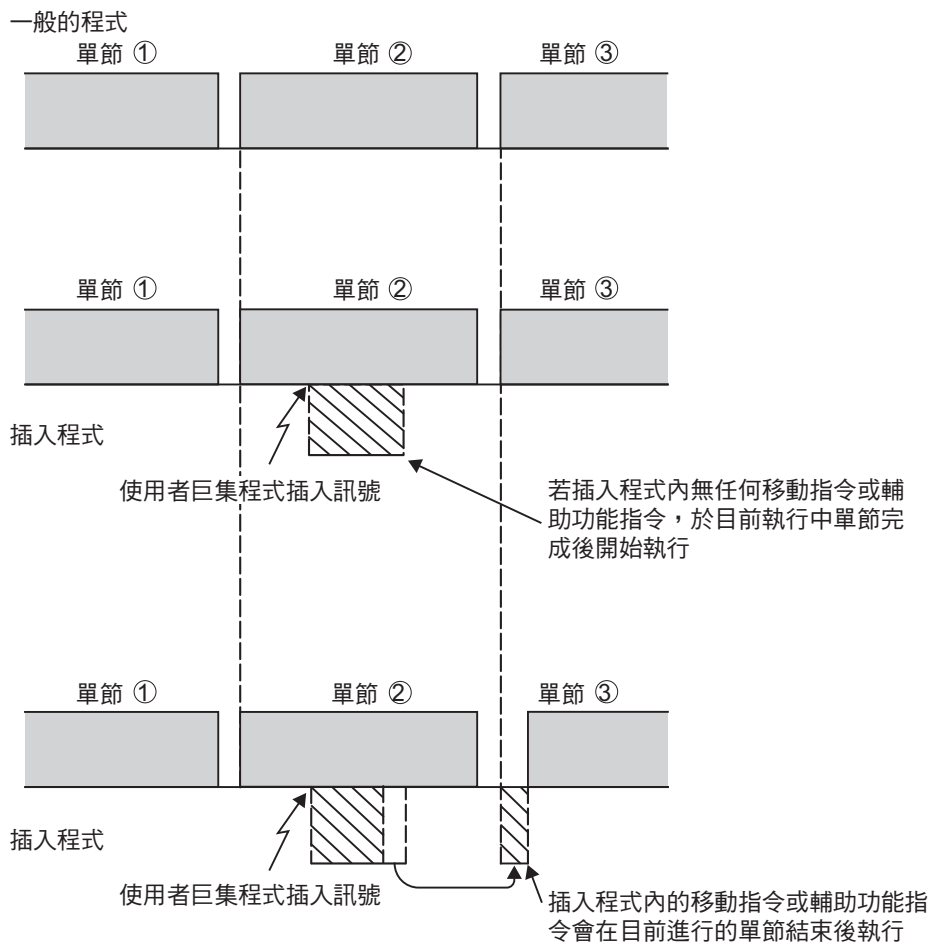 一般的程式
單節 ①
單節 ②
單節 ③
單節 ①
單節 ②
單節 ③
插入程式
使用者巨集程式插入訊號
若插入程式內無任何移動指令或輔
助功能指令，於目前執行中單節完
成後開始執行
單節 ①
單節 ②
單節 ③
插入程式
使用者巨集程式插入訊號
插入程式內的移動指令或輔助功能指
令會在目前進行的單節結束後執行